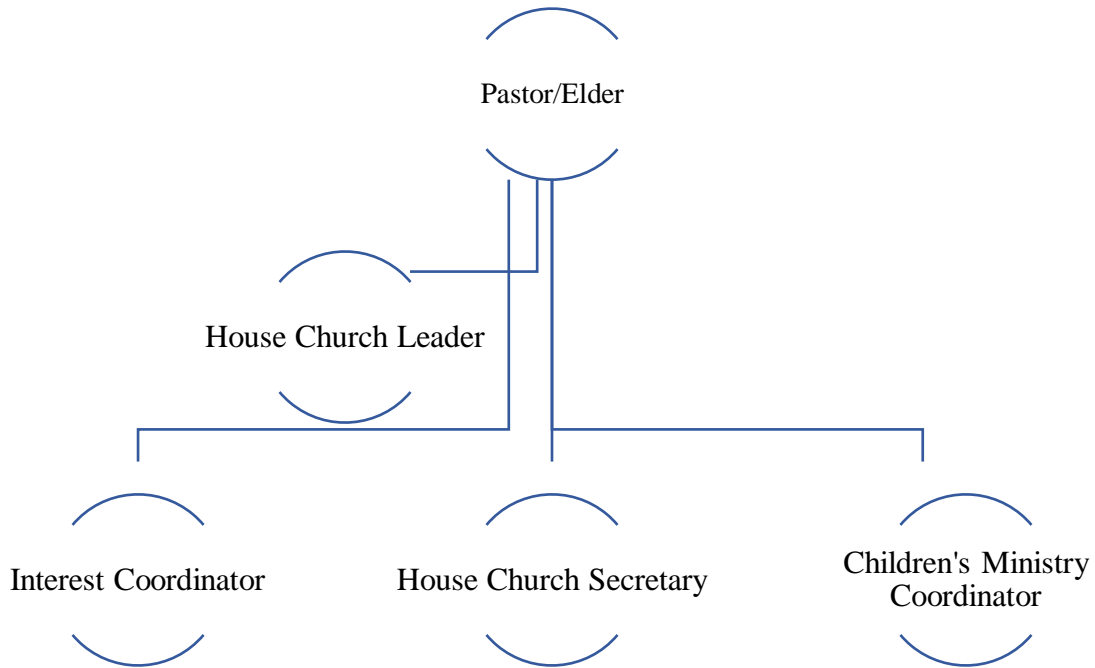 Pastor/Elder
House Church Leader
Interest Coordinator
House Church Secretary
Children's Ministry
Coordinator